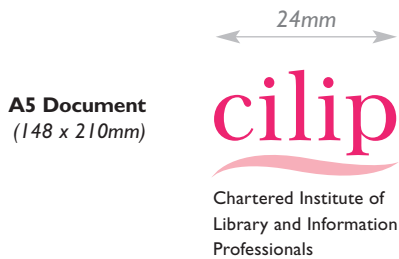 24mm
A5 Document
(148 x 210mm)
cilip
Chartered Institute of
Library and Information
Professionals